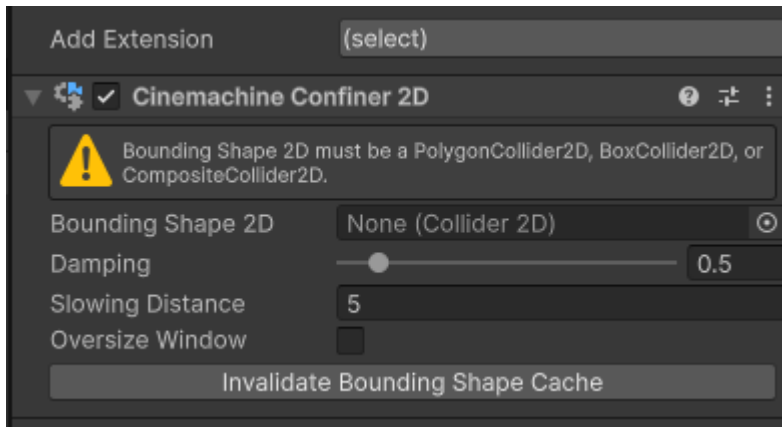 Add Extension (select)
Cinemachine Confiner 2D
Bounding Shape 2D must be a PolygonCollider2D, BoxCollider2D, or
CompositeCollider2D.
Bounding Shape 2D None (Collider 2D)
Damping 0.5
Slowing Distance 5
Oversize Window
Invalidate Bounding Shape Cache